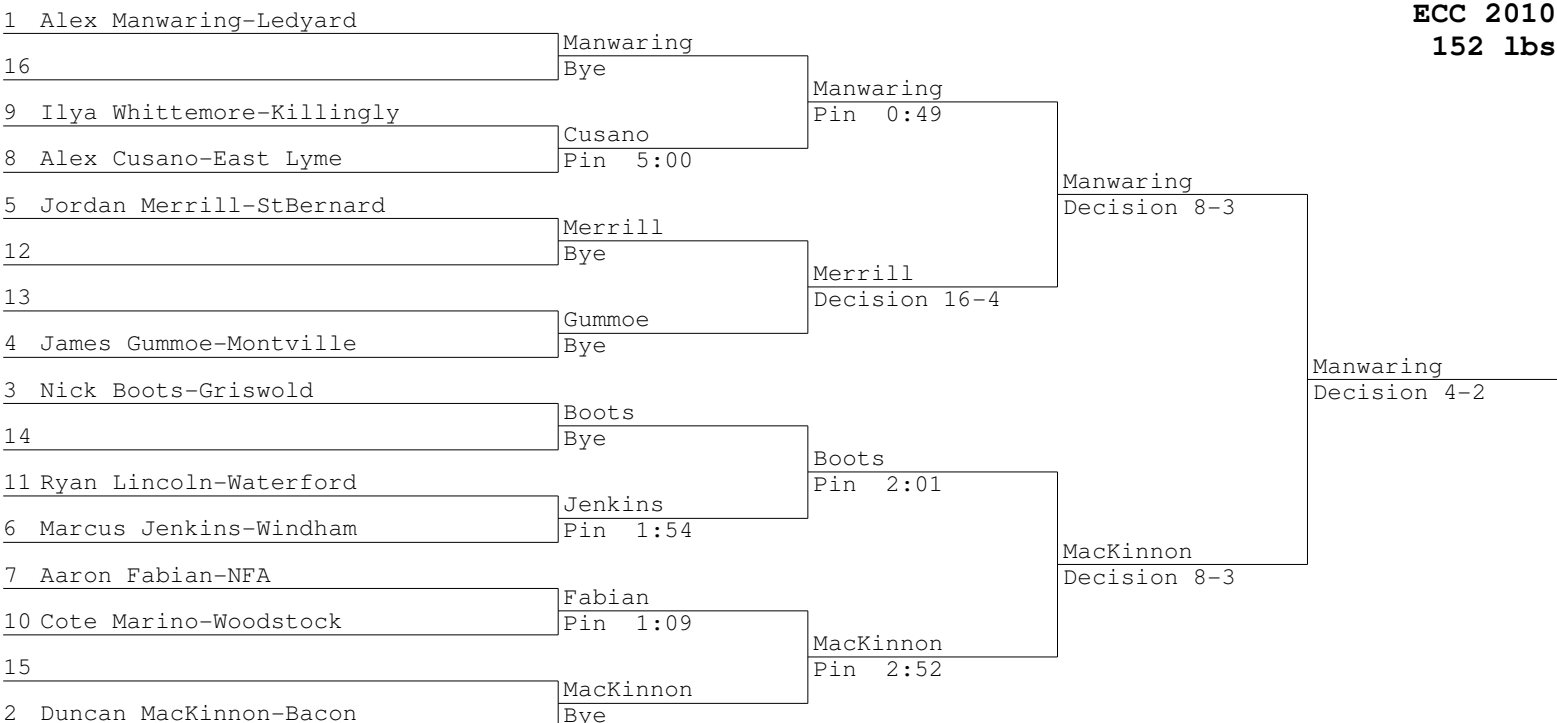 ECC 2010
152 lbs
1 Alex Manwaring-Ledyard
Manwaring
16
Bye
Manwaring
9 Ilya Whittemore-Killingly
Pin 0:49
Cusano
8 Alex Cusano-East Lyme
Pin 5:00
Manwaring
5 Jordan Merrill-StBernard
Decision 8-3
Merrill
12
Bye
Merrill
13
Decision 16-4
Gummoe
4 James Gummoe-Montville
Bye
Manwaring
3 Nick Boots-Griswold
Decision 4-2
Boots
14
Bye
Boots
11 Ryan Lincoln-Waterford
Pin 2:01
Jenkins
6 Marcus Jenkins-Windham
Pin 1:54
MacKinnon
7 Aaron Fabian-NFA
Decision 8-3
Fabian
10 Cote Marino-Woodstock
Pin 1:09
MacKinnon
15
Pin 2:52
MacKinnon
2 Duncan MacKinnon-Bacon
Bye